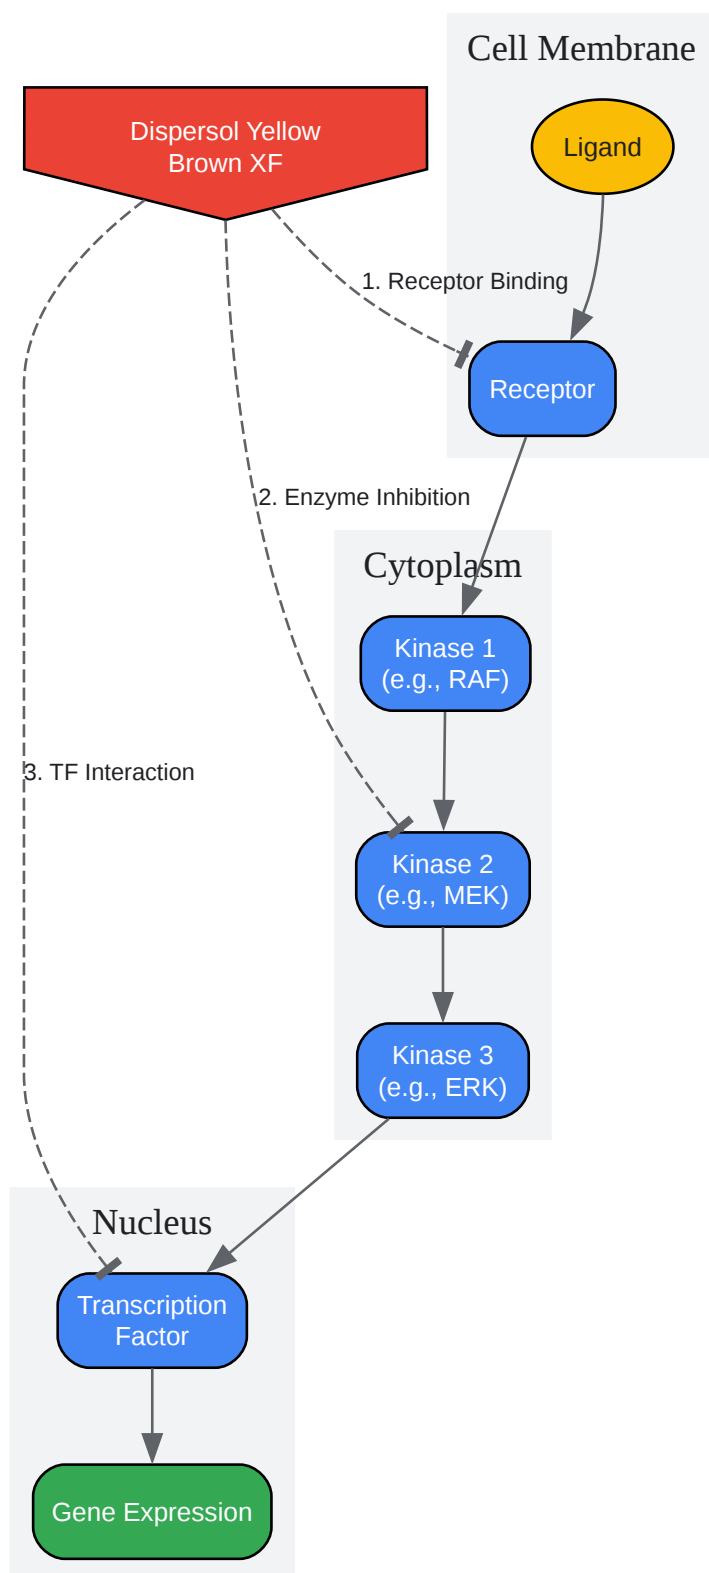 Cell Membrane
Dispersol Yellow
Brown XF
Ligand
1. Receptor Binding
Receptor
2. Enzyme Inhibition
Cytoplasm
Kinase 1
(e.g., RAF)
3. TF Interaction
Kinase 2
(e.g., MEK)
Kinase 3
(e.g., ERK)
Nucleus
Transcription
Factor
Gene Expression